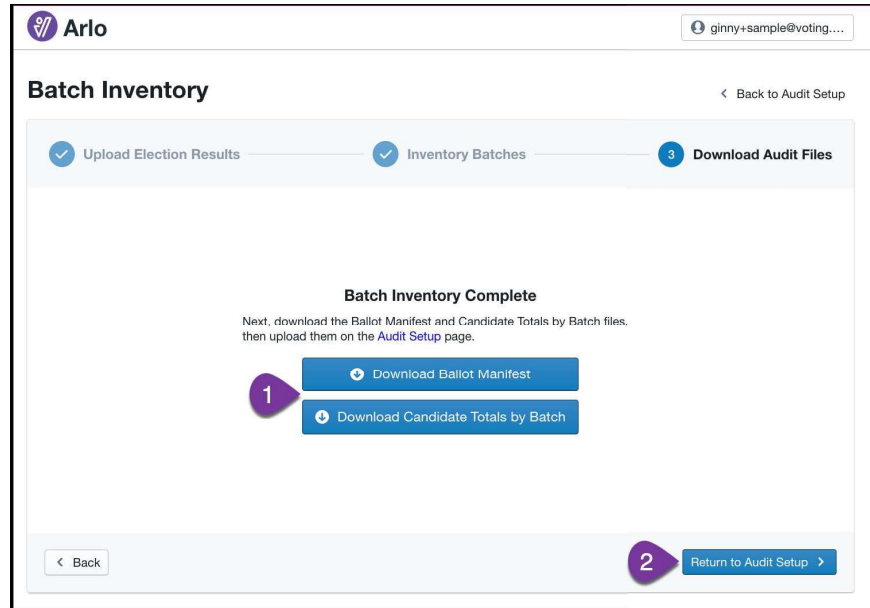 Arlo
ginny+sample@voting....
Batch Inventory
Back to Audit Setup
Upload Election Results
Inventory Batches
3 Download Audit Files
Batch Inventory Complete
Next, download the Ballot Manifest and Candidate Totals by Batch files,
then upload them on the Audit Setup page.
Download Ballot Manifest
1
Download Candidate Totals by Batch
Back
2
Return to Audit Setup